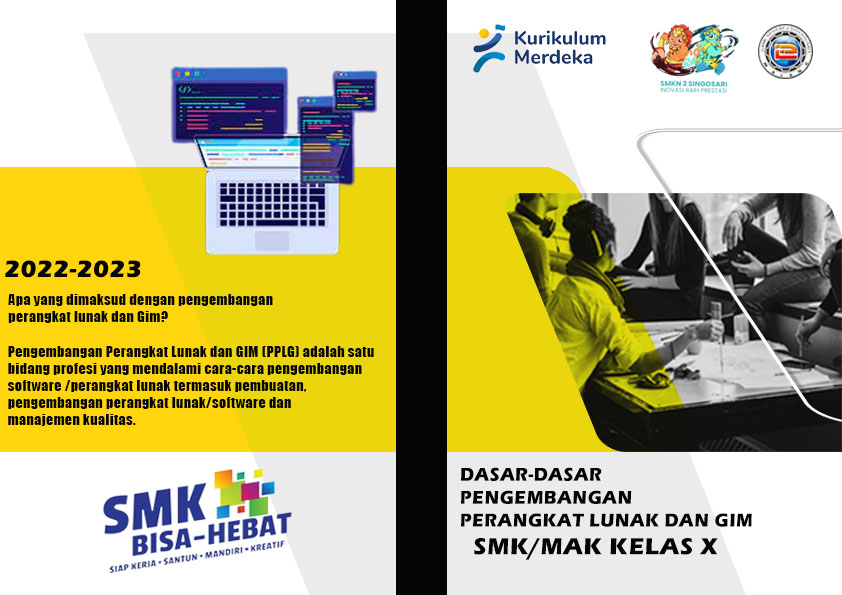 2022-2023
Apa yang dimaksud dengan pengembangan
perangkat lunak dan Gim?
Pengembangan Perangkat Lunak dan GIM (PPLG) adalah satu
bidang profesi yang mendalami cara-cara pengembangan
software /perangkat lunak termasuk pembuatan,
pengembangan perangkat lunak/software dan
manajemen kualitas.
SMK
BISA-HEBAT
SIAP KERJA • SANTUN • MANDIRI • KREATIF
Kurikulum
Merdeka
SMKN 2 SINGOSARI
INOVASI RAIH PRESTASI
DASAR-DASAR
PENGEMBANGAN
PERANGKAT LUNAK DAN GIM
SMK/MAK KELAS X